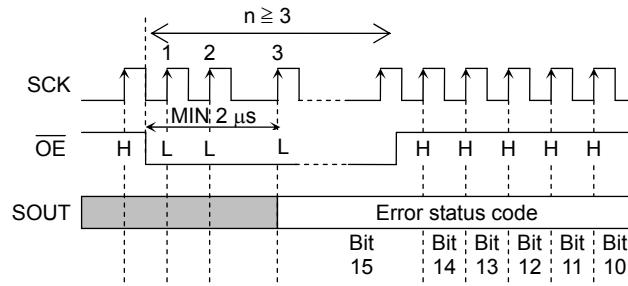 n ≧ 3
1 2 3
SCK
MIN 2 μs
OE H L L L H H H H H
SOUT Error status code
Bit 15 Bit 14 Bit 13 Bit 12 Bit 11 Bit 10